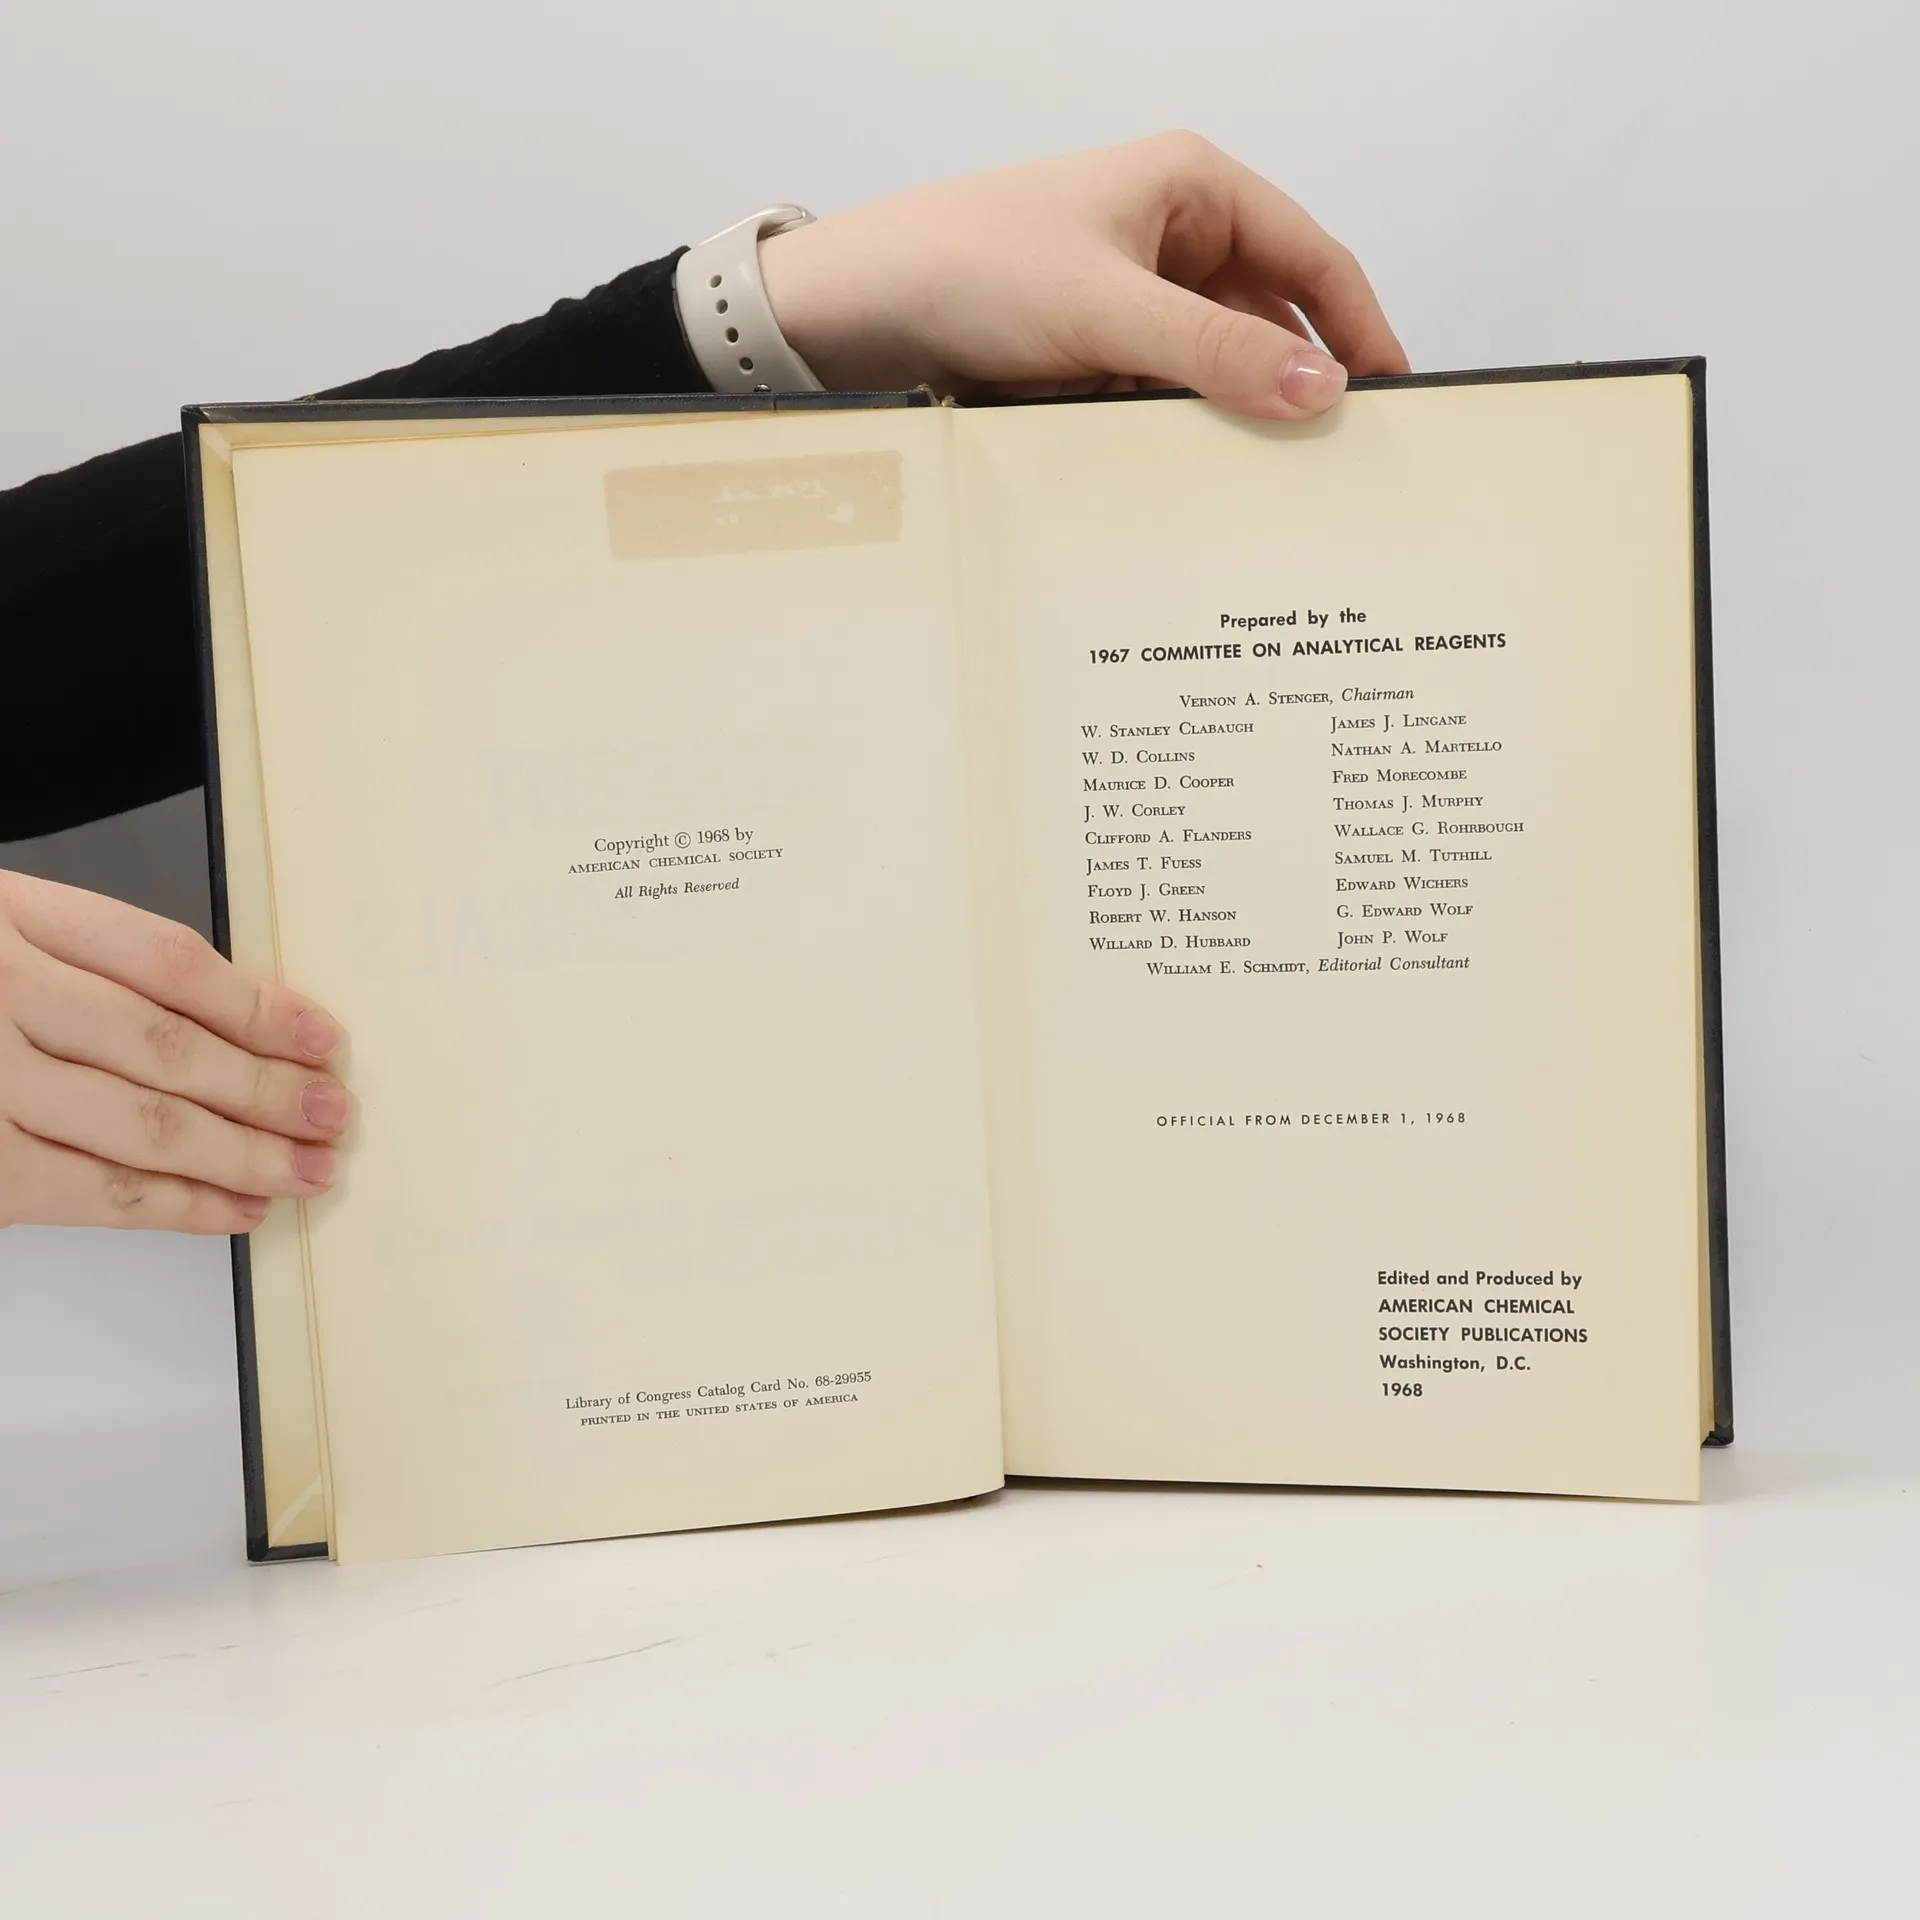 Copyright © 1968 by
AMERICAN CHEMICAL SOCIETY
All Rights Reserved
Library of Congress Catalog Card No. 68-29955
PRINTED IN THE UNITED STATES OF AMERICA
Prepared by the
1967 COMMITTEE ON ANALYTICAL REAGENTS
VERNON A. STENGER, Chairman
W. STANLEY CLABAUGH
W. D. COLLINS
MAURICE D. COOPER
J. W. CORLEY
CLIFFORD A. FLANDERS
JAMES T. FUESS
FLOYD J. GREEN
ROBERT W. HANSON
WILLARD D. HUBBARD
JAMES J. LINGANE
NATHAN A. MARTELLO
FRED MORECOMBE
THOMAS J. MURPHY
WALLACE G. ROHRBOUGH
SAMUEL M. TUTHILL
EDWARD WICHERS
G. EDWARD WOLF
JOHN P. WOLF
WILLIAM E. SCHMIDT, Editorial Consultant
OFFICIAL FROM DECEMBER 1, 1968
Edited and Produced by
AMERICAN CHEMICAL
SOCIETY PUBLICATIONS
Washington, D.C.
1968